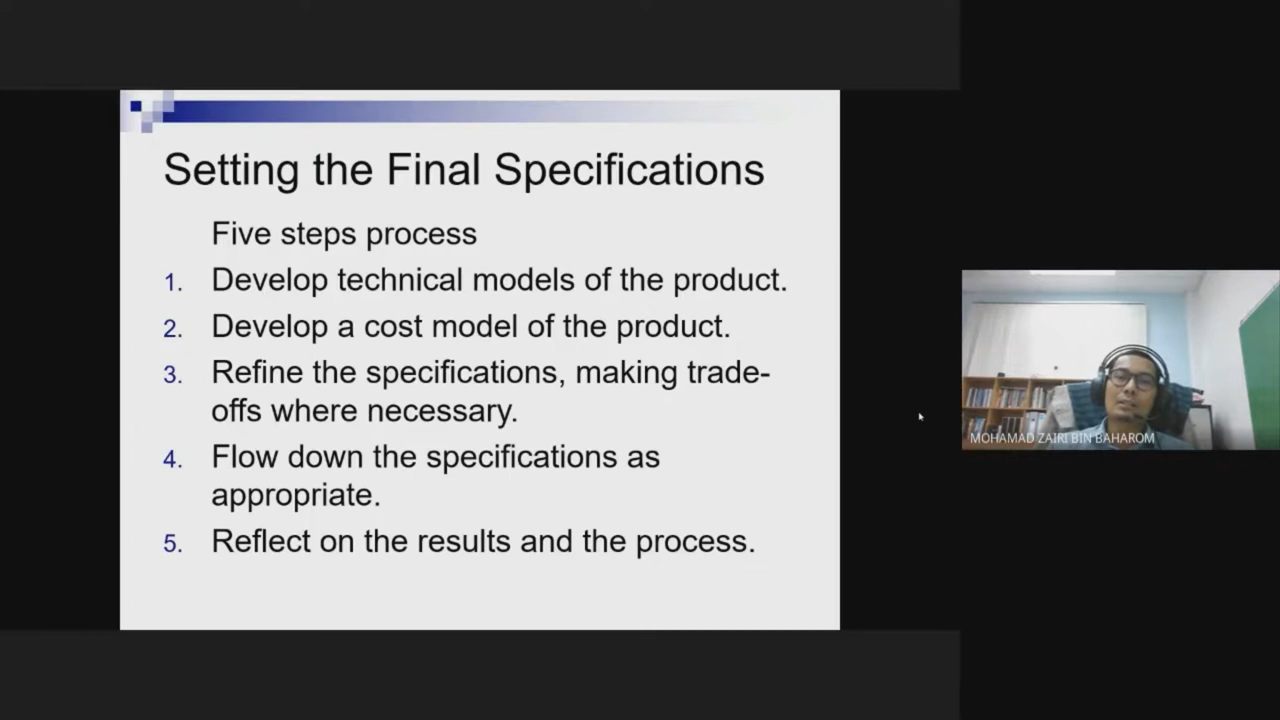 Setting the Final Specifications
Five steps process
1. Develop technical models of the product.
2. Develop a cost model of the product.
3. Refine the specifications, making trade-
offs where necessary.
4. Flow down the specifications as
appropriate.
5. Reflect on the results and the process.
MOHAMAD ZAIRI BIN BAHAROM